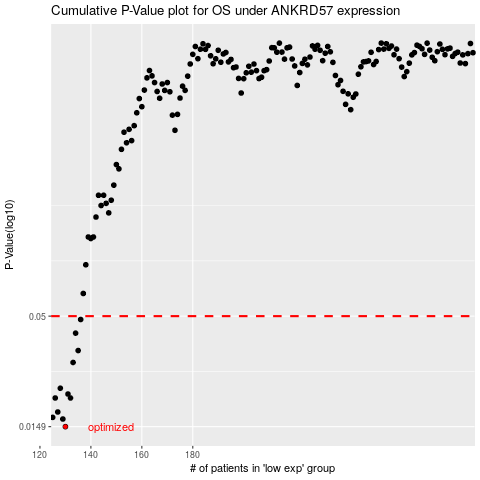 Cumulative P-Value plot for OS under ANKRD57 expression
P-Value(log10)
0.05
0.0149
optimized
120 140 160 180
# of patients in 'low exp' group